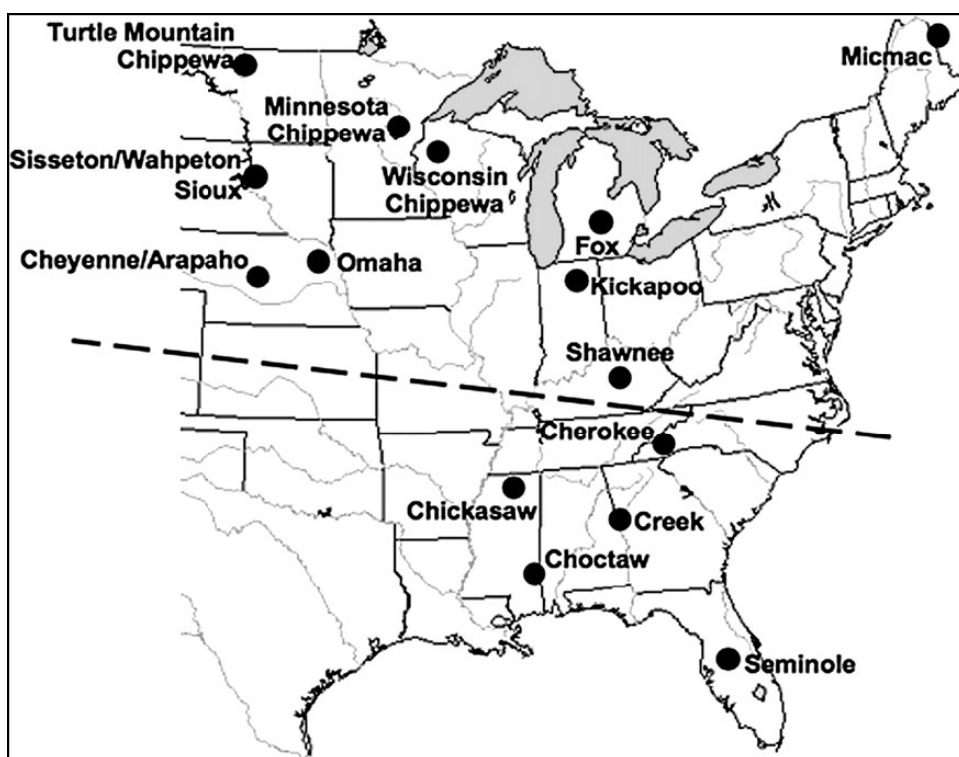 Turtle Mountain
Chippewa
Micmac
Minnesota
Chippewa
Sisseton/Wahpeton
Sioux
Wisconsin
Chippewa
Fox
Cheyenne/Arapaho
Omaha
Kickapoo
Shawnee
Cherokee
Chickasaw
Creek
Choctaw
Seminole